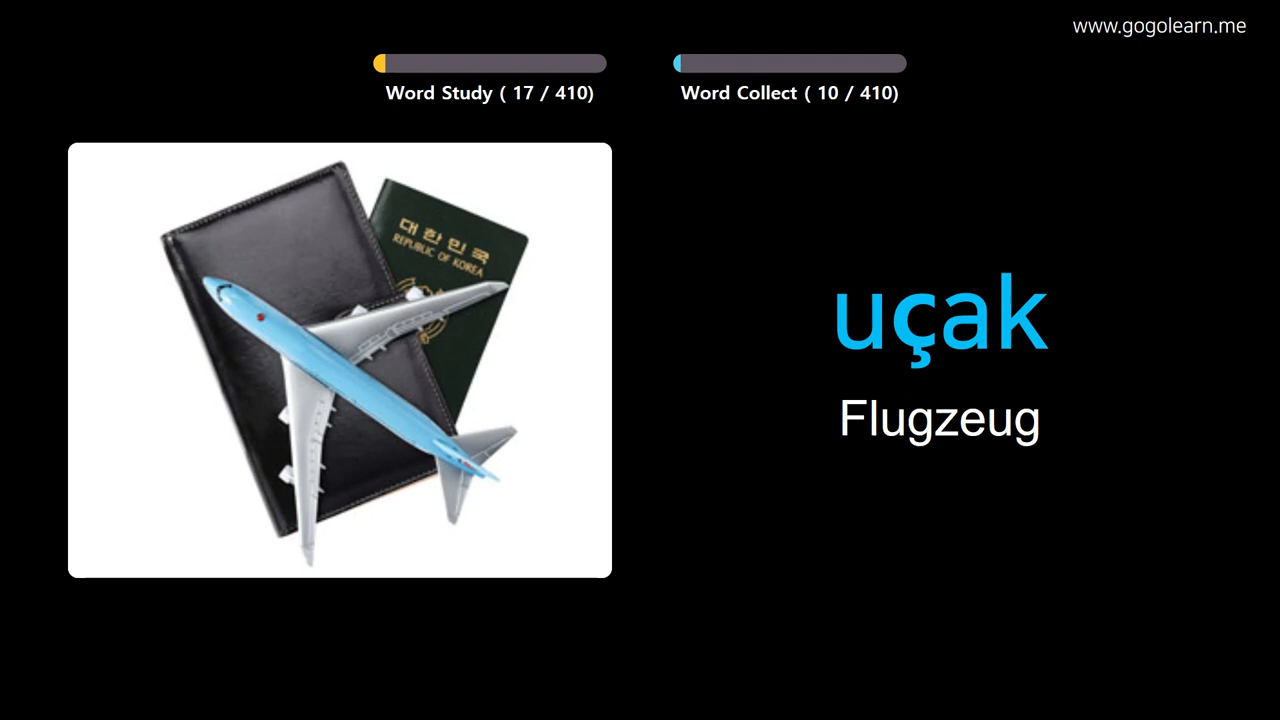 www.gogolearn.me
Word Study ( 17 / 410)
Word Collect ( 10 / 410)
대한민국
REPUBLIC OF KOREA
uçak
Flugzeug